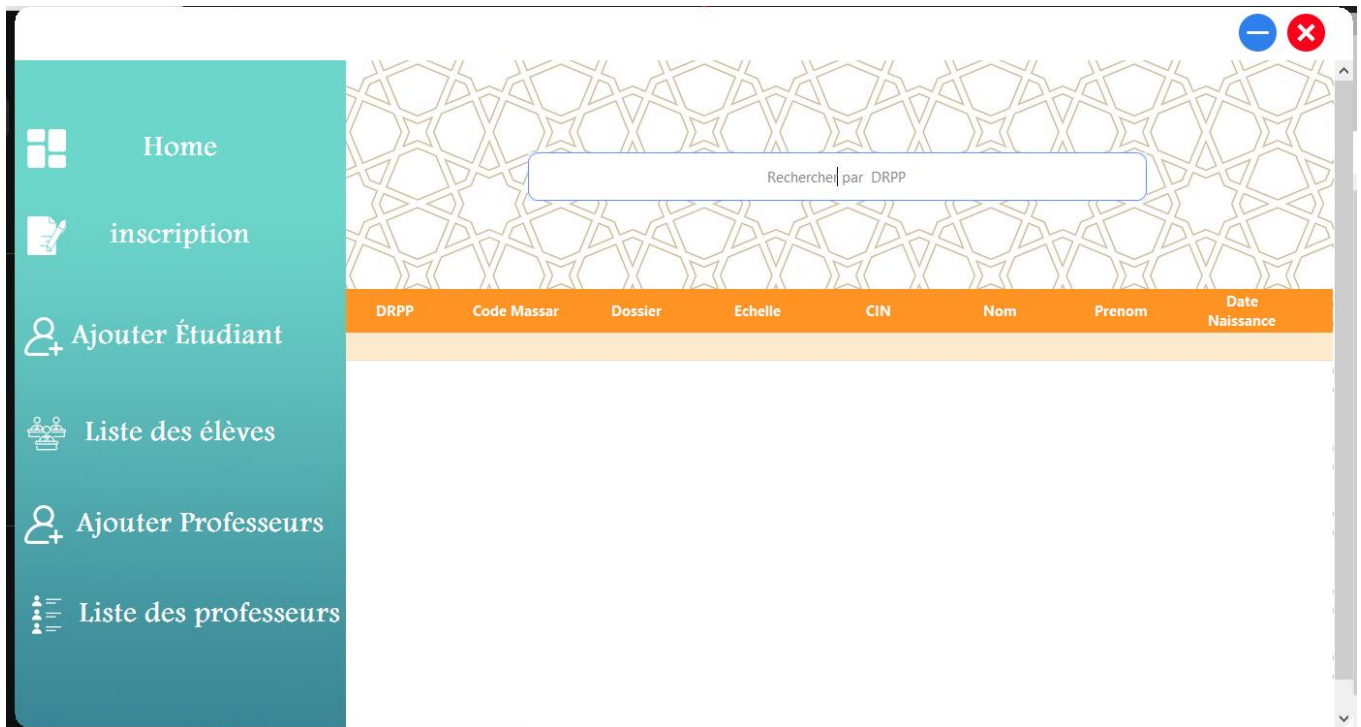 Home
inscription
Ajouter Étudiant
Liste des élèves
Ajouter Professeurs
Liste des professeurs
Rechercher par DRPP
DRPP Code Massar Dossier Echelle CIN Nom Prenom Date Naissance